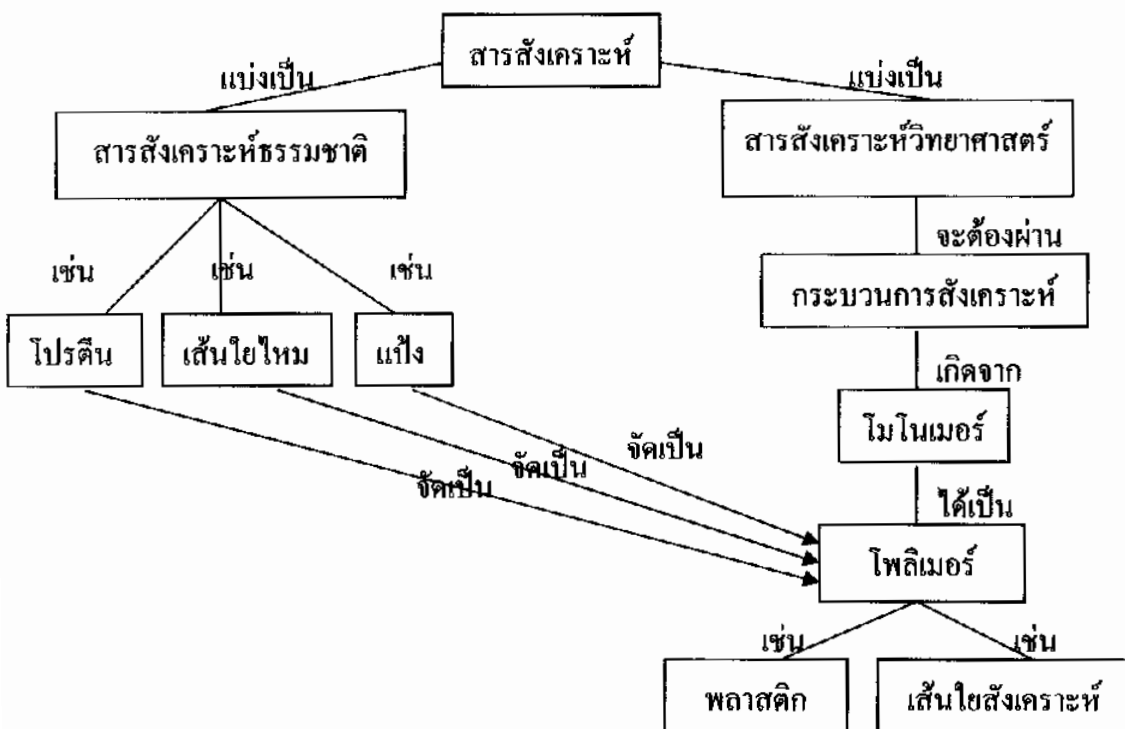 สารสังเคราะห์
แบ่งเป็น
แบ่งเป็น
สารสังเคราะห์ธรรมชาติ
สารสังเคราะห์วิทยาศาสตร์
จะต้องผ่าน
เช่น
เช่น
เช่น
กระบวนการสังเคราะห์
โปรตีน
เส้นใยไหม
แป้ง
เกิดจาก
โมโนเมอร์
จัดเป็น
จัดเป็น
จัดเป็น
ได้เป็น
โพลิเมอร์
เช่น
เช่น
พลาสติก
เส้นใยสังเคราะห์